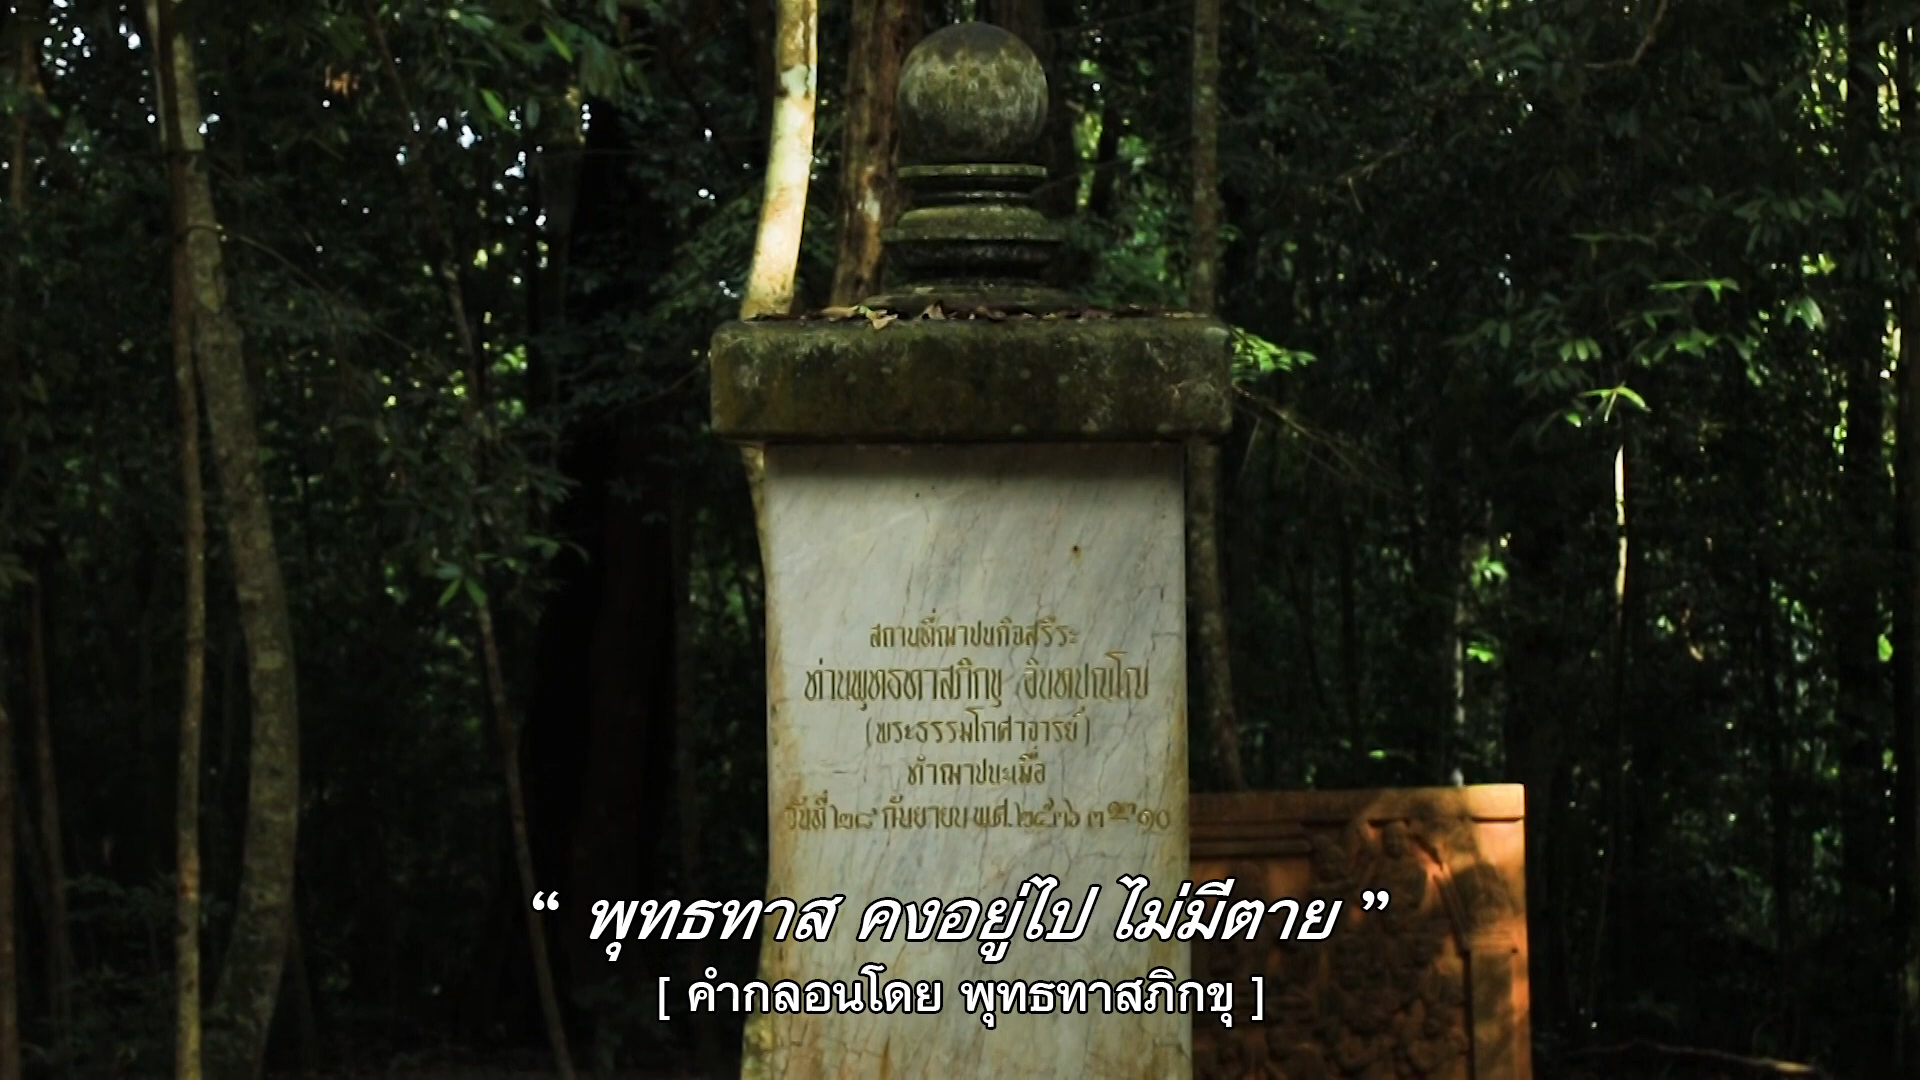 สถานที่ฌาปนกิจสรีระ
ท่านพุทธทาสภิกขุ อินทปญฺโญ
(พระธรรมโกศาจารย์)
ทำฌาปนะเมื่อ
วันที่ ๒๘ กันยายน พ.ศ. ๒๕๓๖
“ พุทธทาส คงอยู่ไป ไม่มีตาย ”
[ คำกลอนโดย พุทธทาสภิกขุ ]